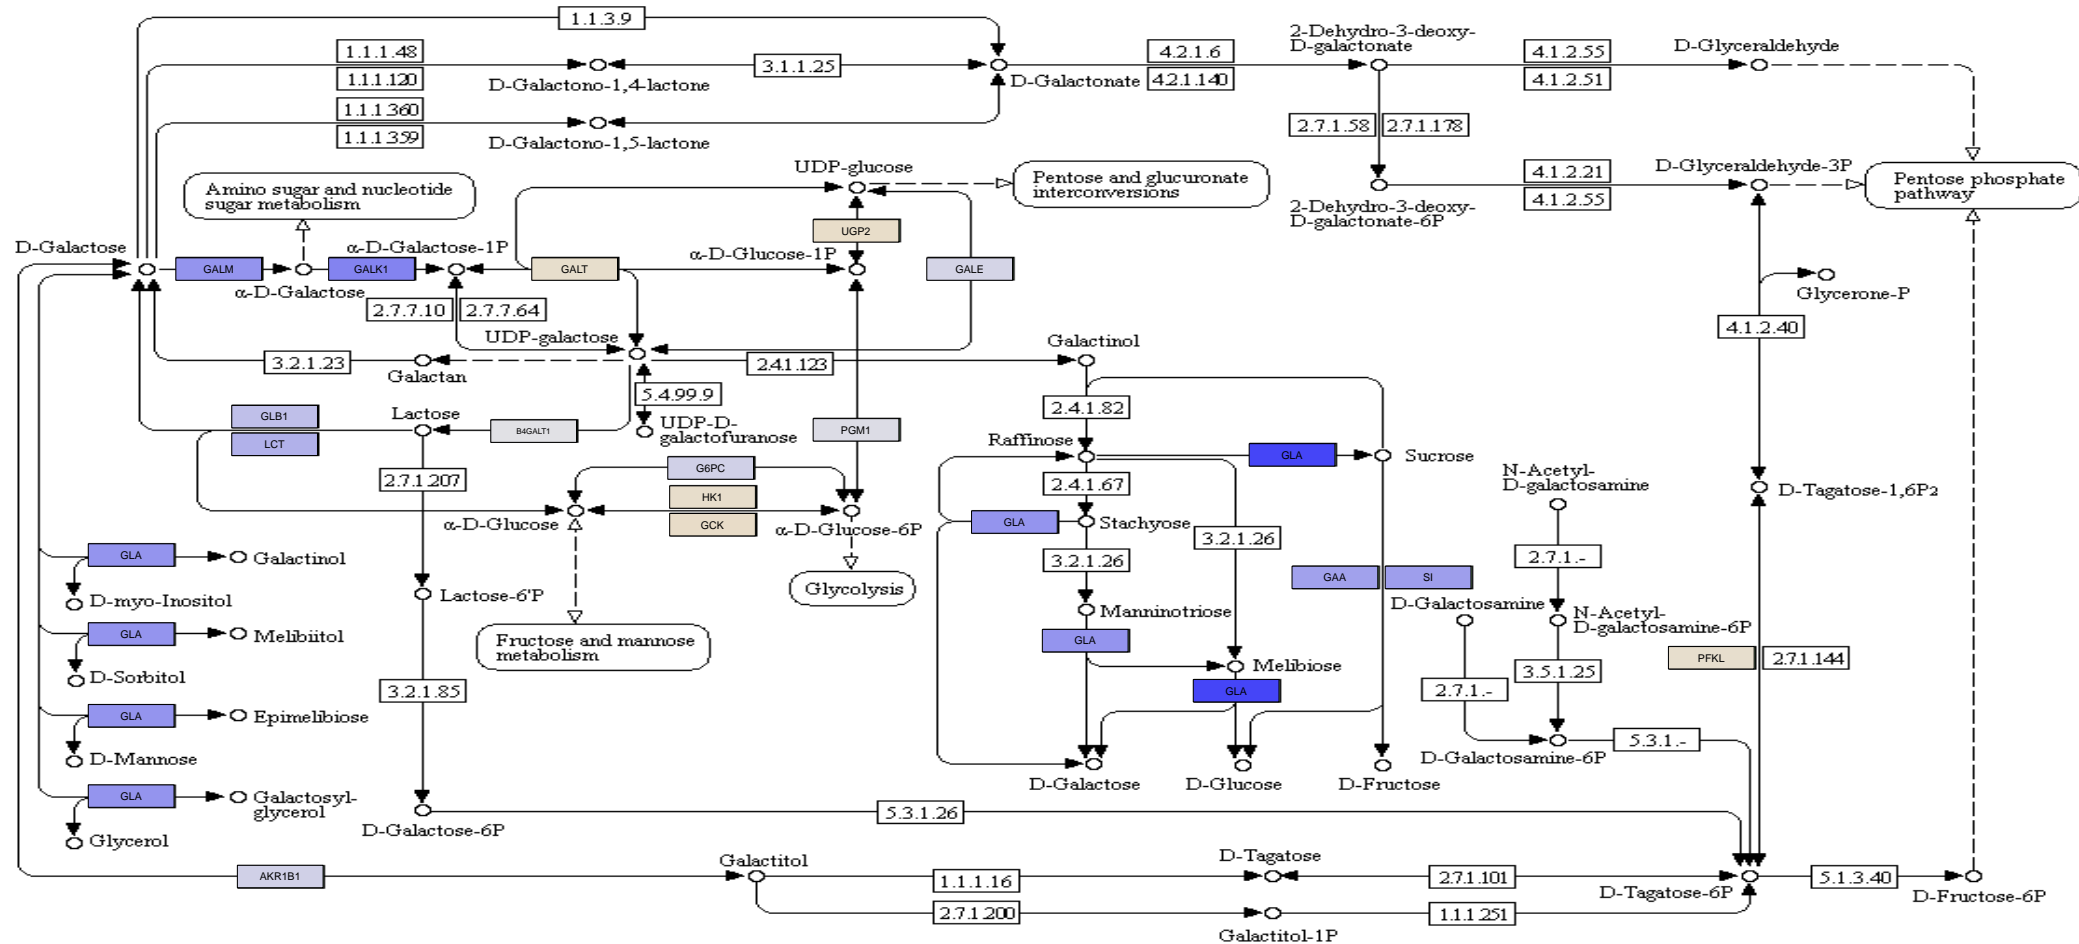 1.1.3.9
1.1.1.48
1.1.1.120
D-Galactono-1,4-lactone
3.1.1.25
D-Galactonate
4.2.1.6
4.2.1.140
2-Dehydro-3-deoxy-
D-galactonate
4.1.2.55
4.1.2.51
D-Glyceraldehyde
1.1.1.360
1.1.1.359
D-Galactono-1,5-lactone
2.7.1.58
2.7.1.178
UDP-glucose
Pentose and glucuronate
interconversions
Amino sugar and nucleotide
sugar metabolism
2-Dehydro-3-deoxy-
D-galactonate-6P
4.1.2.21
4.1.2.55
D-Glyceraldehyde-3P
Pentose phosphate
pathway
D-Galactose
GALM
α-D-Galactose
GALK1
α-D-Galactose-1P
GALT
UGP2
α-D-Glucose-1P
GALE
Glycerone-P
2.7.7.10
2.7.7.64
UDP-galactose
4.1.2.40
3.2.1.23
Galactan
2.4.1.123
Galactinol
5.4.99.9
UDP-D-
galactofuranose
GLB1
LCT
Lactose
B4GALT1
PGM1
2.4.1.82
Raffinose
GLA
Sucrose
2.7.1.207
G6PC
HK1
GCK
α-D-Glucose
α-D-Glucose-6P
2.4.1.67
GLA
Stachyose
3.2.1.26
3.2.1.26
N-Acetyl-
D-galactosamine
D-Tagatose-1,6P2
2.7.1.-
GLA
Galactinol
D-myo-Inositol
Lactose-6'P
Glycolysis
Manninotriose
GAA
SI
D-Galactosamine
N-Acetyl-
D-galactosamine-6P
GLA
Melibiitol
D-Sorbitol
Fructose and mannose
metabolism
GLA
Melibiose
GLA
2.7.1.-
3.5.1.25
PFKL
2.7.1.144
3.2.1.85
GLA
Epimelibiose
D-Mannose
5.3.1.-
D-Galactosamine-6P
D-Galactose
D-Glucose
D-Fructose
GLA
Galactosyl-
glycerol
Glycerol
D-Galactose-6P
5.3.1.26
AKR1B1
Galactitol
1.1.1.16
D-Tagatose
2.7.1.101
D-Tagatose-6P
5.1.3.40
D-Fructose-6P
2.7.1.200
Galactitol-1P
1.1.1.251